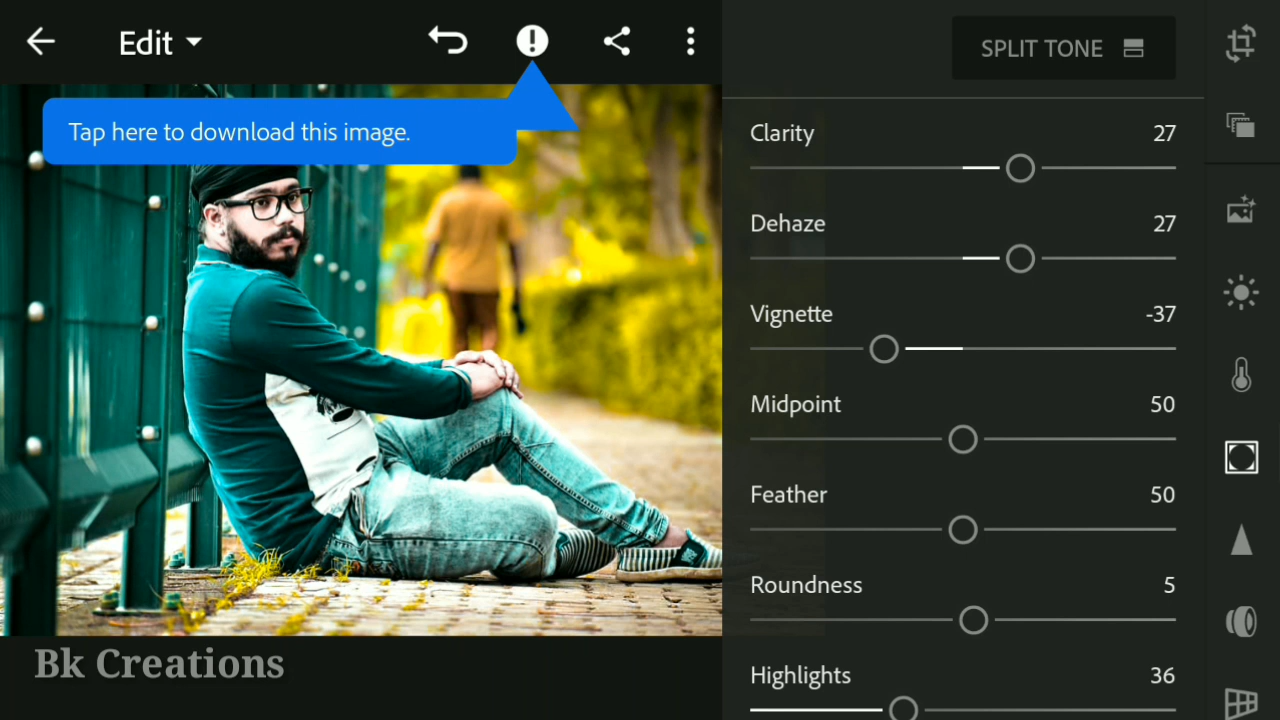 Edit
SPLIT TONE
Tap here to download this image.
Clarity 27
Dehaze 27
Vignette -37
Midpoint 50
Feather 50
Roundness 5
Highlights 36
Bk Creations